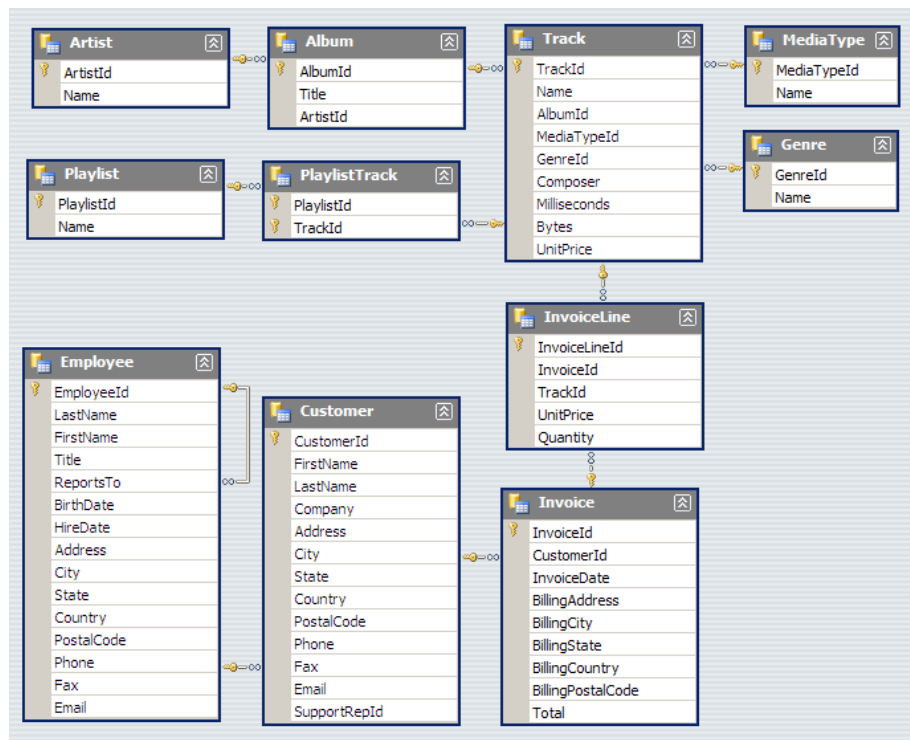 Artist
ArtistId
Name
Album
AlbumId
Title
ArtistId
Track
TrackId
Name
AlbumId
MediaTypeId
GenreId
Composer
Milliseconds
Bytes
UnitPrice
MediaType
MediaTypeId
Name
Genre
GenreId
Name
Playlist
PlaylistId
Name
PlaylistTrack
PlaylistId
TrackId
InvoiceLine
InvoiceLineId
InvoiceId
TrackId
UnitPrice
Quantity
Employee
EmployeeId
LastName
FirstName
Title
ReportsTo
BirthDate
HireDate
Address
City
State
Country
PostalCode
Phone
Fax
Email
Customer
CustomerId
FirstName
LastName
Company
Address
City
State
Country
PostalCode
Phone
Fax
Email
SupportRepId
Invoice
InvoiceId
CustomerId
InvoiceDate
BillingAddress
BillingCity
BillingState
BillingCountry
BillingPostalCode
Total